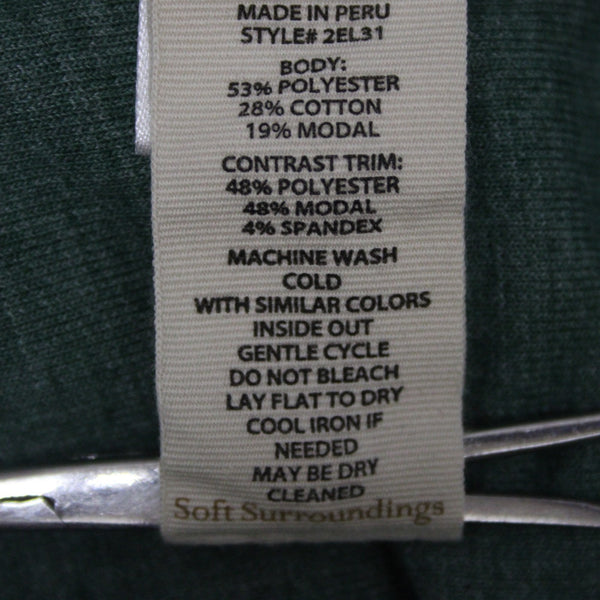 MADE IN PERU
STYLE# 2EL31
BODY:
53% POLYESTER
28% COTTON
19% MODAL
CONTRAST TRIM:
48% POLYESTER
48% MODAL
4% SPANDEX
MACHINE WASH
COLD
WITH SIMILAR COLORS
INSIDE OUT
GENTLE CYCLE
DO NOT BLEACH
LAY FLAT TO DRY
COOL IRON IF
NEEDED
MAY BE DRY
CLEANED
Soft Surroundings